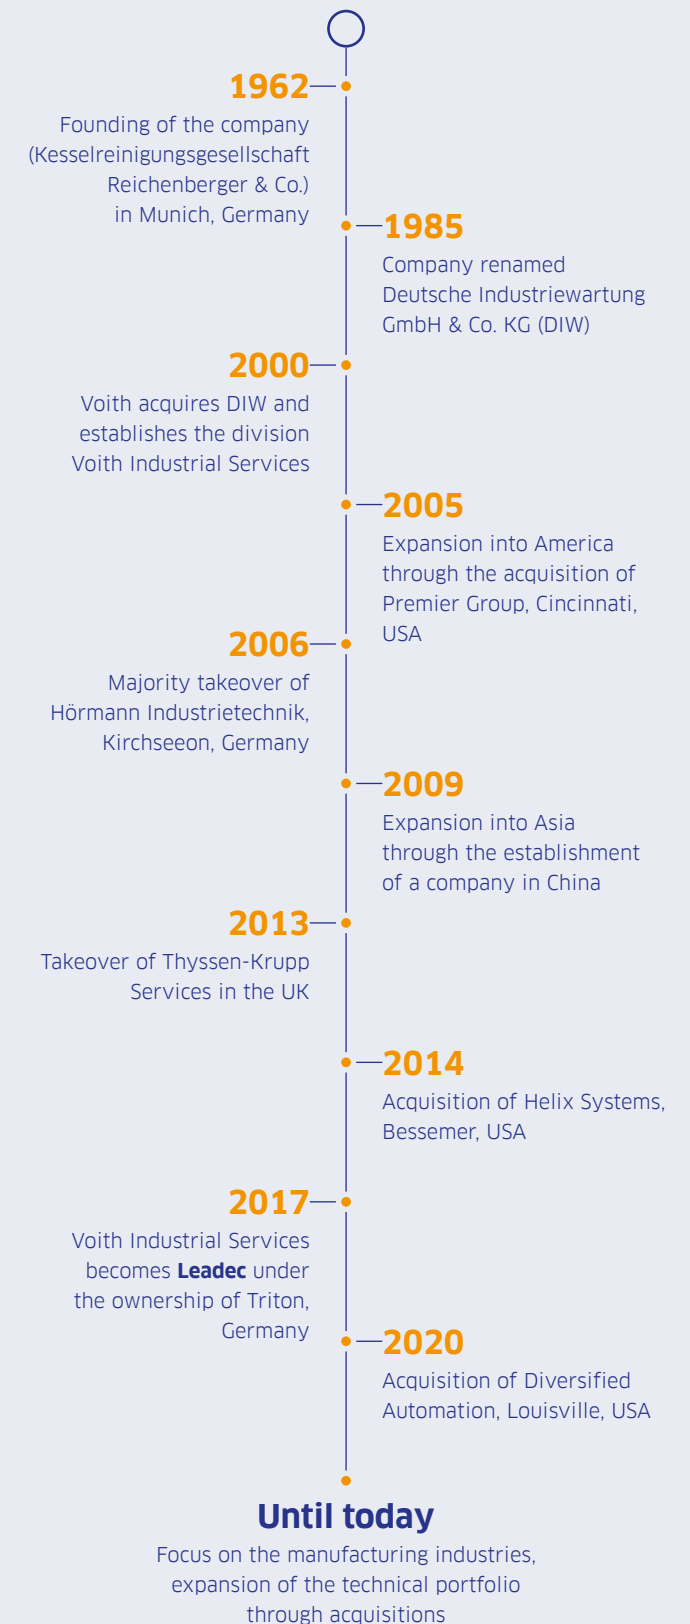 1962
Founding of the company
(Kesselreinigungsgesellschaft
Reichenberger & Co.)
in Munich, Germany
1985
Company renamed
Deutsche Industriewartung
GmbH & Co. KG (DIW)
2000
Voith acquires DIW and
establishes the division
Voith Industrial Services
2005
Expansion into America
through the acquisition of
Premier Group, Cincinnati,
USA
2006
Majority takeover of
Hörmann Industrietechnik,
Kirchseeon, Germany
2009
Expansion into Asia
through the establishment
of a company in China
2013
Takeover of Thyssen-Krupp
Services in the UK
2014
Acquisition of Helix Systems,
Bessemer, USA
2017
Voith Industrial Services
becomes Leadec under
the ownership of Triton,
Germany
2020
Acquisition of Diversified
Automation, Louisville, USA
Until today
Focus on the manufacturing industries,
expansion of the technical portfolio
through acquisitions